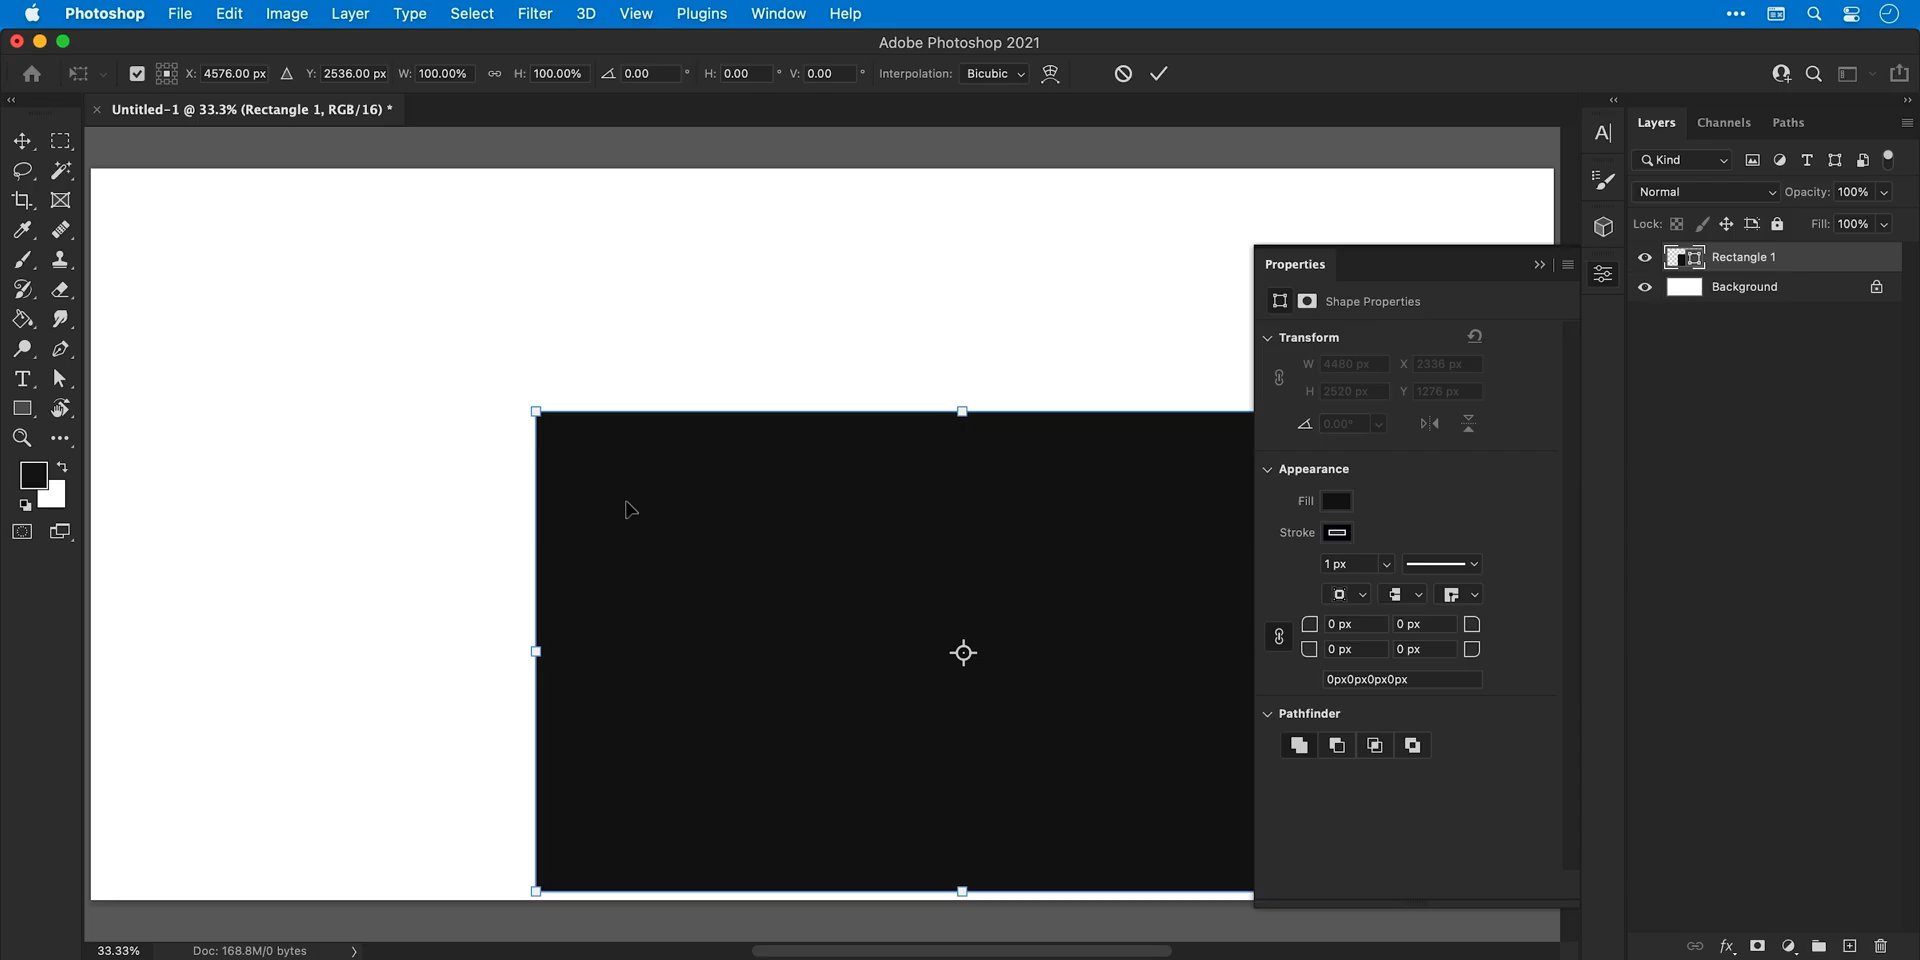 Photoshop File Edit Image Layer Type Select Filter 3D View Plugins Window Help
Adobe Photoshop 2021
X: 4576.00 px Y: 2536.00 px W: 100.00% H: 100.00% 0.00 ° H: 0.00 ° V: 0.00 ° Interpolation: Bicubic
Untitled-1 @ 33.3% (Rectangle 1, RGB/16) *
Layers Channels Paths
Kind
Normal Opacity: 100%
Lock: Fill: 100%
Rectangle 1
Background
Properties
Shape Properties
Transform
W 4480 px X 2336 px
H 2520 px Y 1276 px
0.00°
Appearance
Fill
Stroke
1 px
0 px 0 px
0 px 0 px
0px0px0px0px
Pathfinder
33.33% Doc: 168.8M/0 bytes